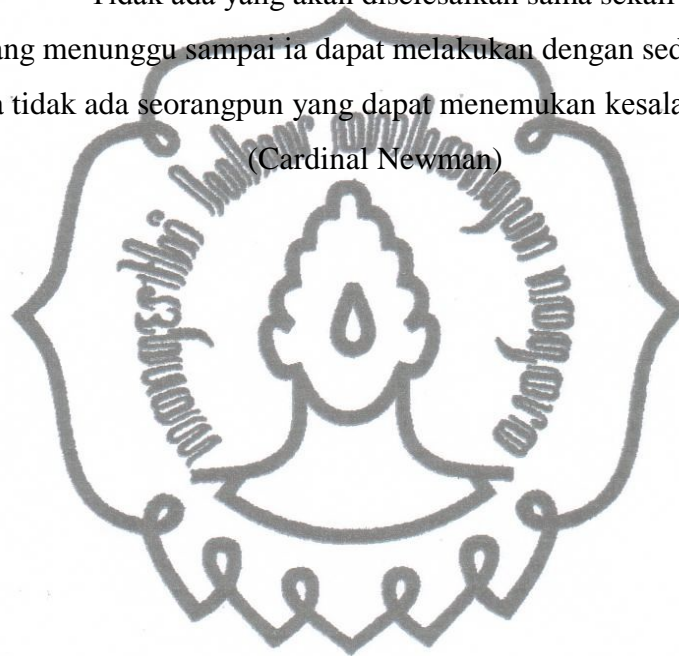 Tidak ada yang akan diselesaikan sama sekali
ang menunggu sampai ia dapat melakukan dengan sed
a tidak ada seorangpun yang dapat menemukan kesala
(Cardinal Newman)